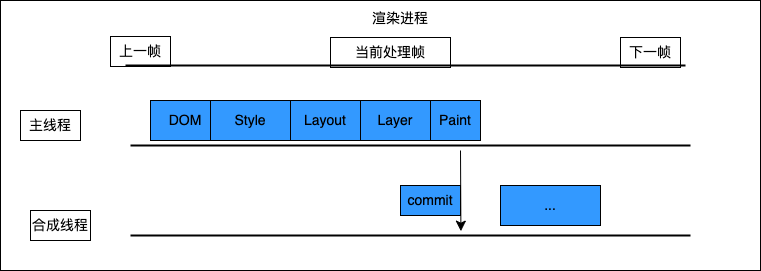 渲染进程
上一帧
当前处理帧
下一帧
主线程
DOM
Style
Layout
Layer
Paint
合成线程
commit
...